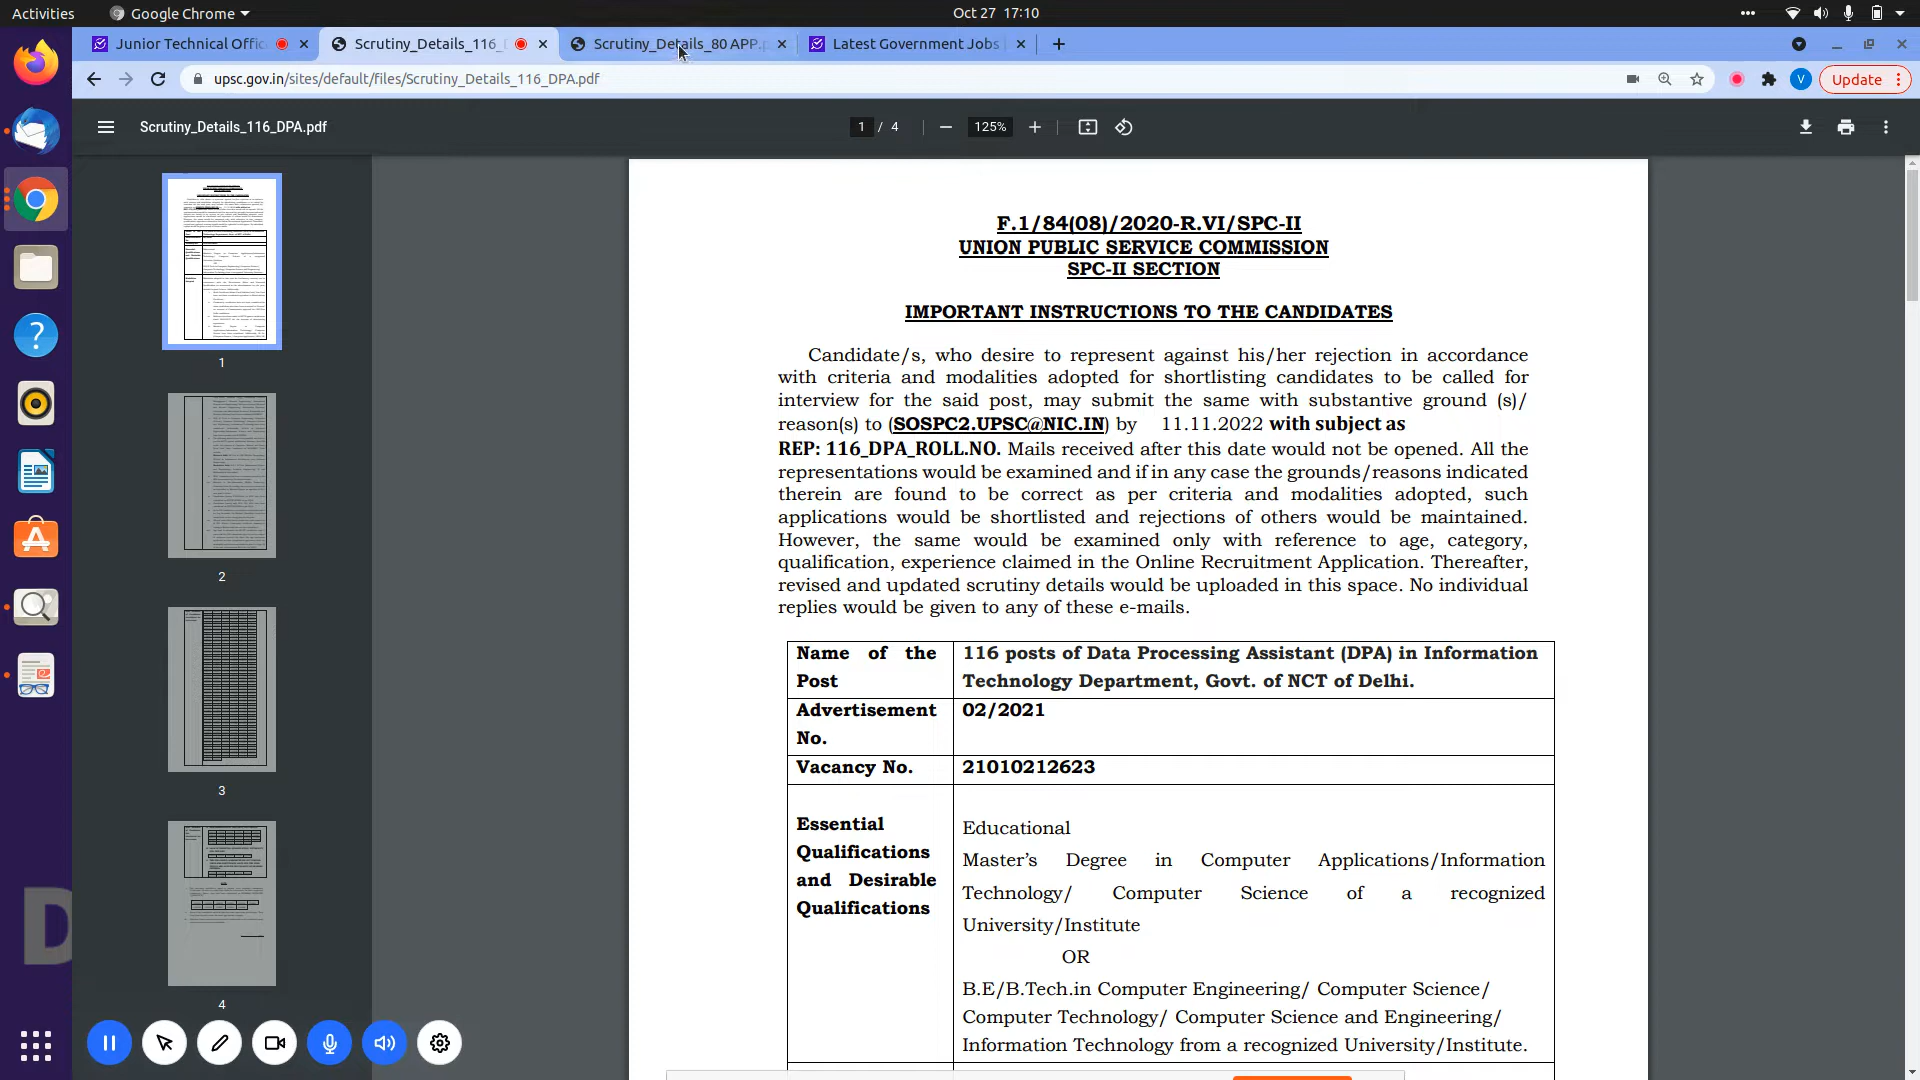 Activities
Google Chrome
Oct 27 17:10
Junior Technical Offic
Scrutiny_Details_116_
Scrutiny_Details_80 APP.p
Latest Government Jobs
upsc.gov.in/sites/default/files/Scrutiny_Details_116_DPA.pdf
V
Update
Scrutiny_Details_116_DPA.pdf
1 / 4
125%
1
2
3
4
F.1/84(08)/2020-R.VI/SPC-II
UNION PUBLIC SERVICE COMMISSION
SPC-II SECTION
IMPORTANT INSTRUCTIONS TO THE CANDIDATES
Candidate/s, who desire to represent against his/her rejection in accordance
with criteria and modalities adopted for shortlisting candidates to be called for
interview for the said post, may submit the same with substantive ground (s)/
reason(s) to (SOSPC2.UPSC@NIC.IN) by 11.11.2022 with subject as
REP: 116_DPA_ROLL.NO. Mails received after this date would not be opened. All the
representations would be examined and if in any case the grounds/reasons indicated
therein are found to be correct as per criteria and modalities adopted, such
applications would be shortlisted and rejections of others would be maintained.
However, the same would be examined only with reference to age, category,
qualification, experience claimed in the Online Recruitment Application. Thereafter,
revised and updated scrutiny details would be uploaded in this space. No individual
replies would be given to any of these e-mails.
Name of the
Post
116 posts of Data Processing Assistant (DPA) in Information
Technology Department, Govt. of NCT of Delhi.
Advertisement
No.
02/2021
Vacancy No.
21010212623
Essential
Qualifications
and Desirable
Qualifications
Educational
Master's Degree in Computer Applications/Information
Technology/ Computer Science of a recognized
University/Institute
OR
B.E/B.Tech.in Computer Engineering/ Computer Science/
Computer Technology/ Computer Science and Engineering/
Information Technology from a recognized University/Institute.